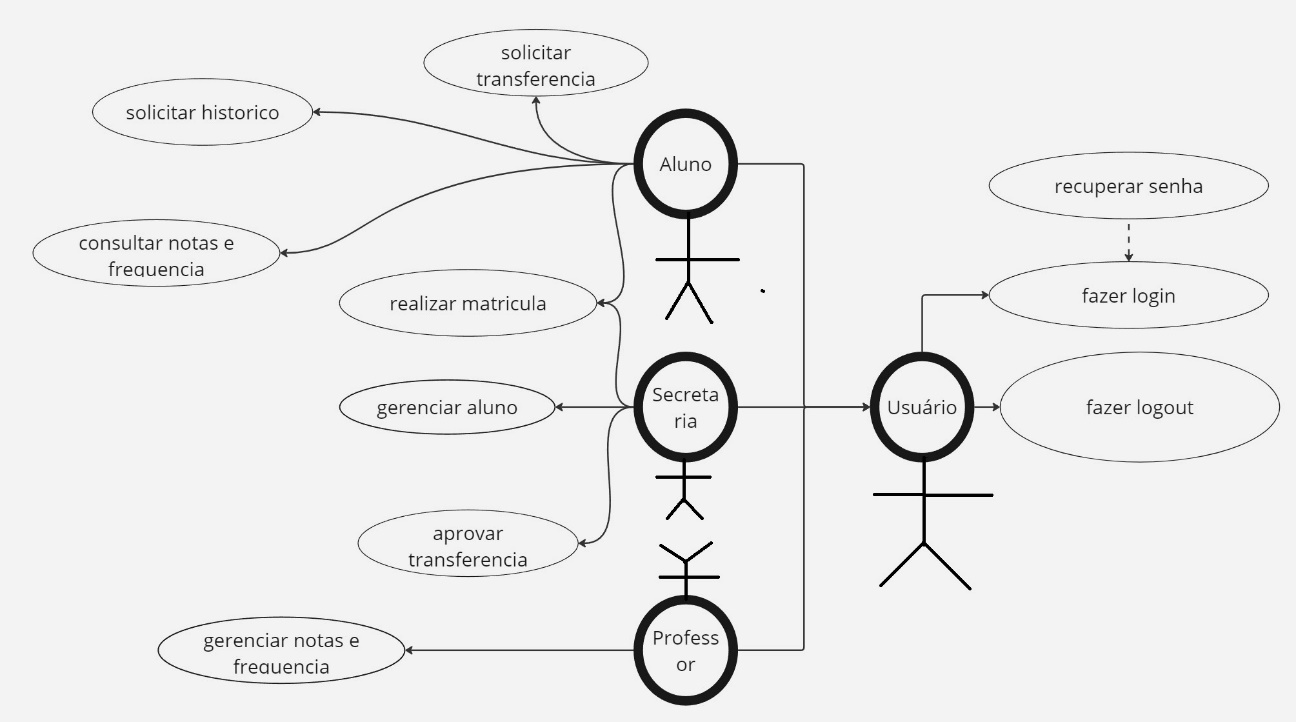 solicitar
transferencia
solicitar historico
Aluno
recuperar senha
consultar notas e
frequencia
realizar matricula
fazer login
Secreta
ria
gerenciar aluno
Usuário
fazer logout
aprovar
transferencia
gerenciar notas e
frequencia
Profess
or